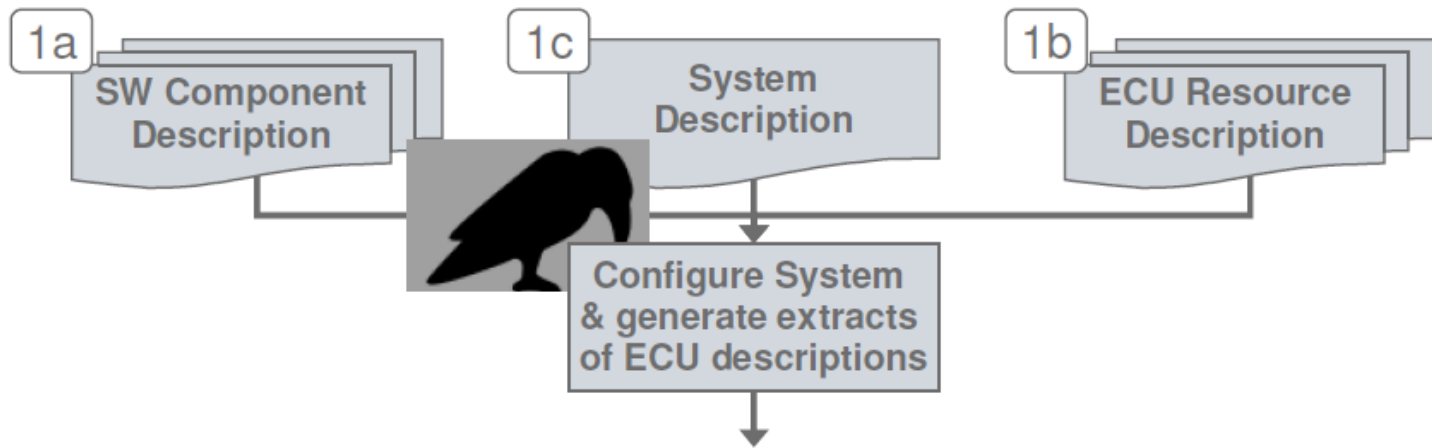 1a
SW Component
Description
1c
System
Description
1b
ECU Resource
Description
Configure System
& generate extracts
of ECU descriptions